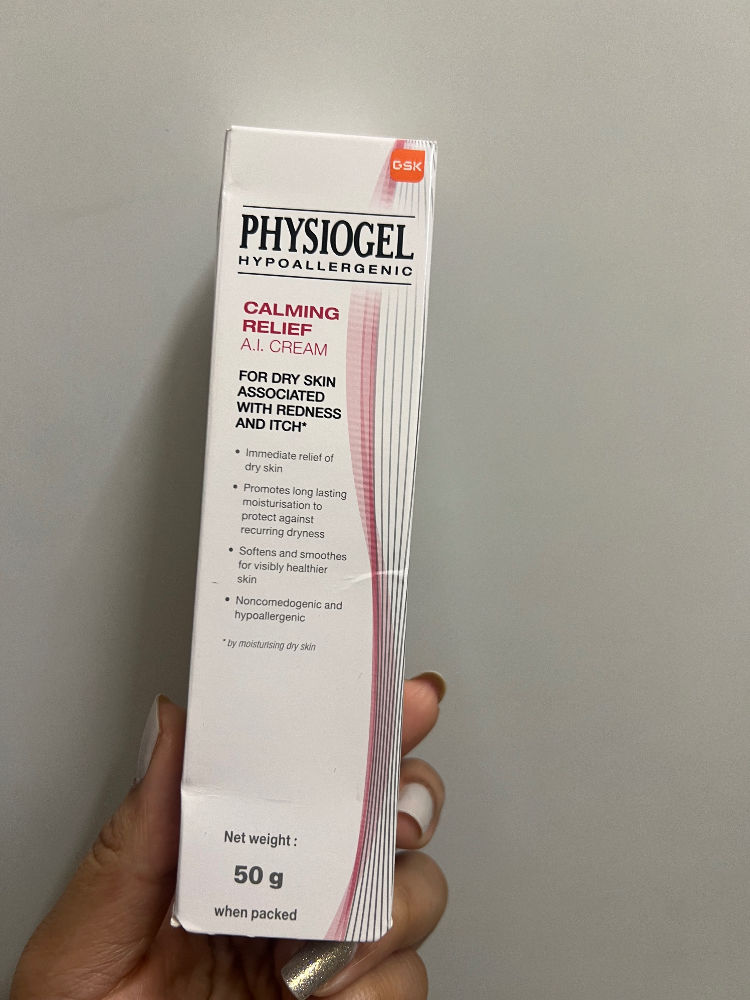 GSK
PHYSIOGEL
HYPOALLERGENIC
CALMING
RELIEF
A.I. CREAM
FOR DRY SKIN
ASSOCIATED
WITH REDNESS
AND ITCH*
• Immediate relief of
dry skin
• Promotes long lasting
moisturisation to
protect against
recurring dryness
• Softens and smoothes
for visibly healthier
skin
• Noncomedogenic and
hypoallergenic
* by moisturising dry skin
Net weight :
50 g
when packed